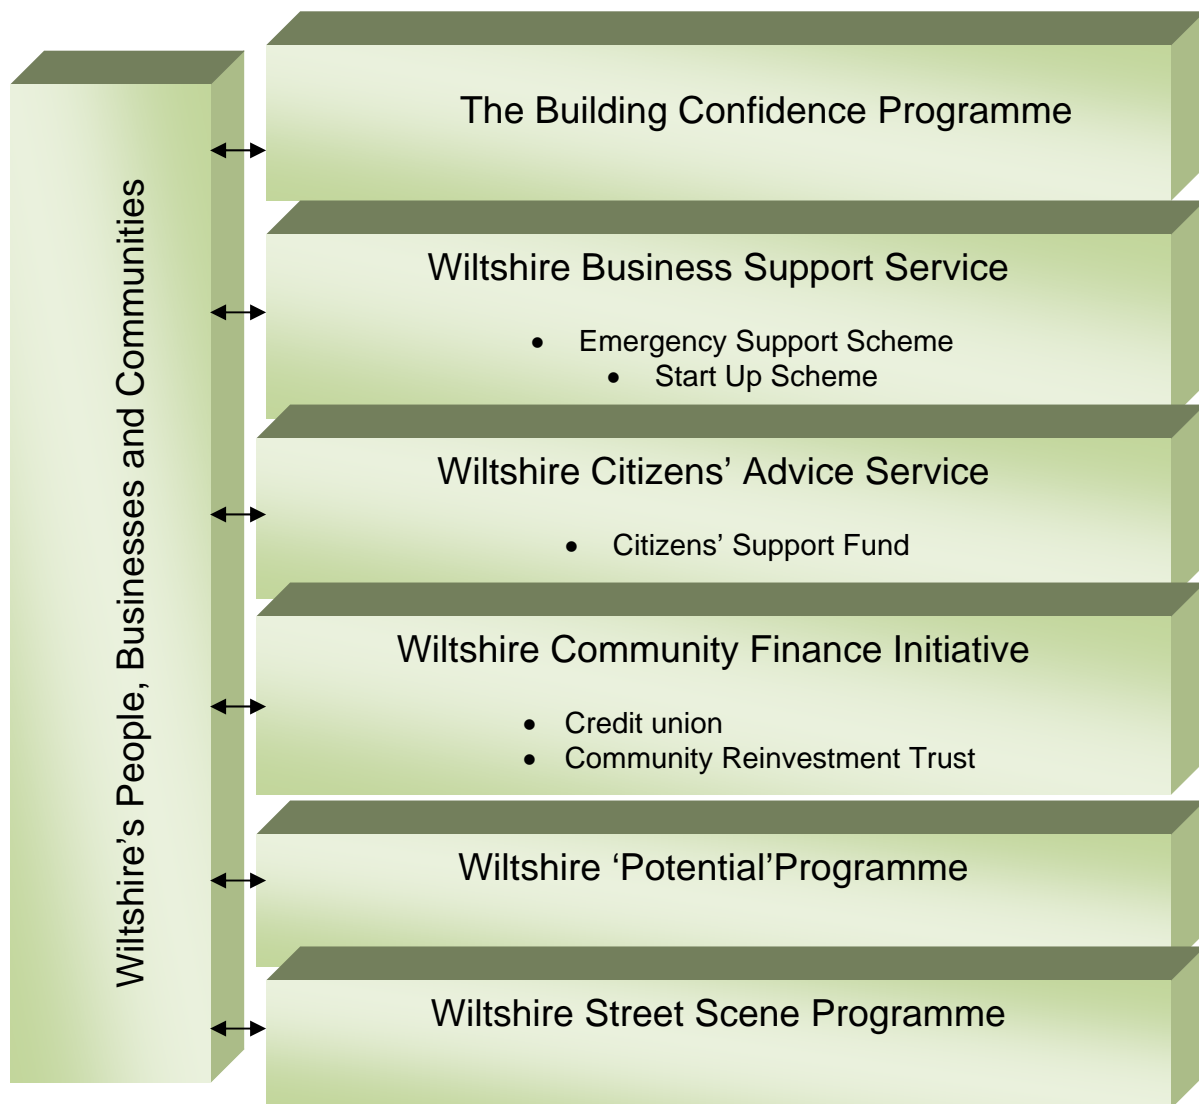 Wiltshire’s People, Businesses and Communities
The Building Confidence Programme
Wiltshire Business Support Service
• Emergency Support Scheme
• Start Up Scheme
Wiltshire Citizens’ Advice Service
• Citizens’ Support Fund
Wiltshire Community Finance Initiative
• Credit union
• Community Reinvestment Trust
Wiltshire ‘Potential’Programme
Wiltshire Street Scene Programme